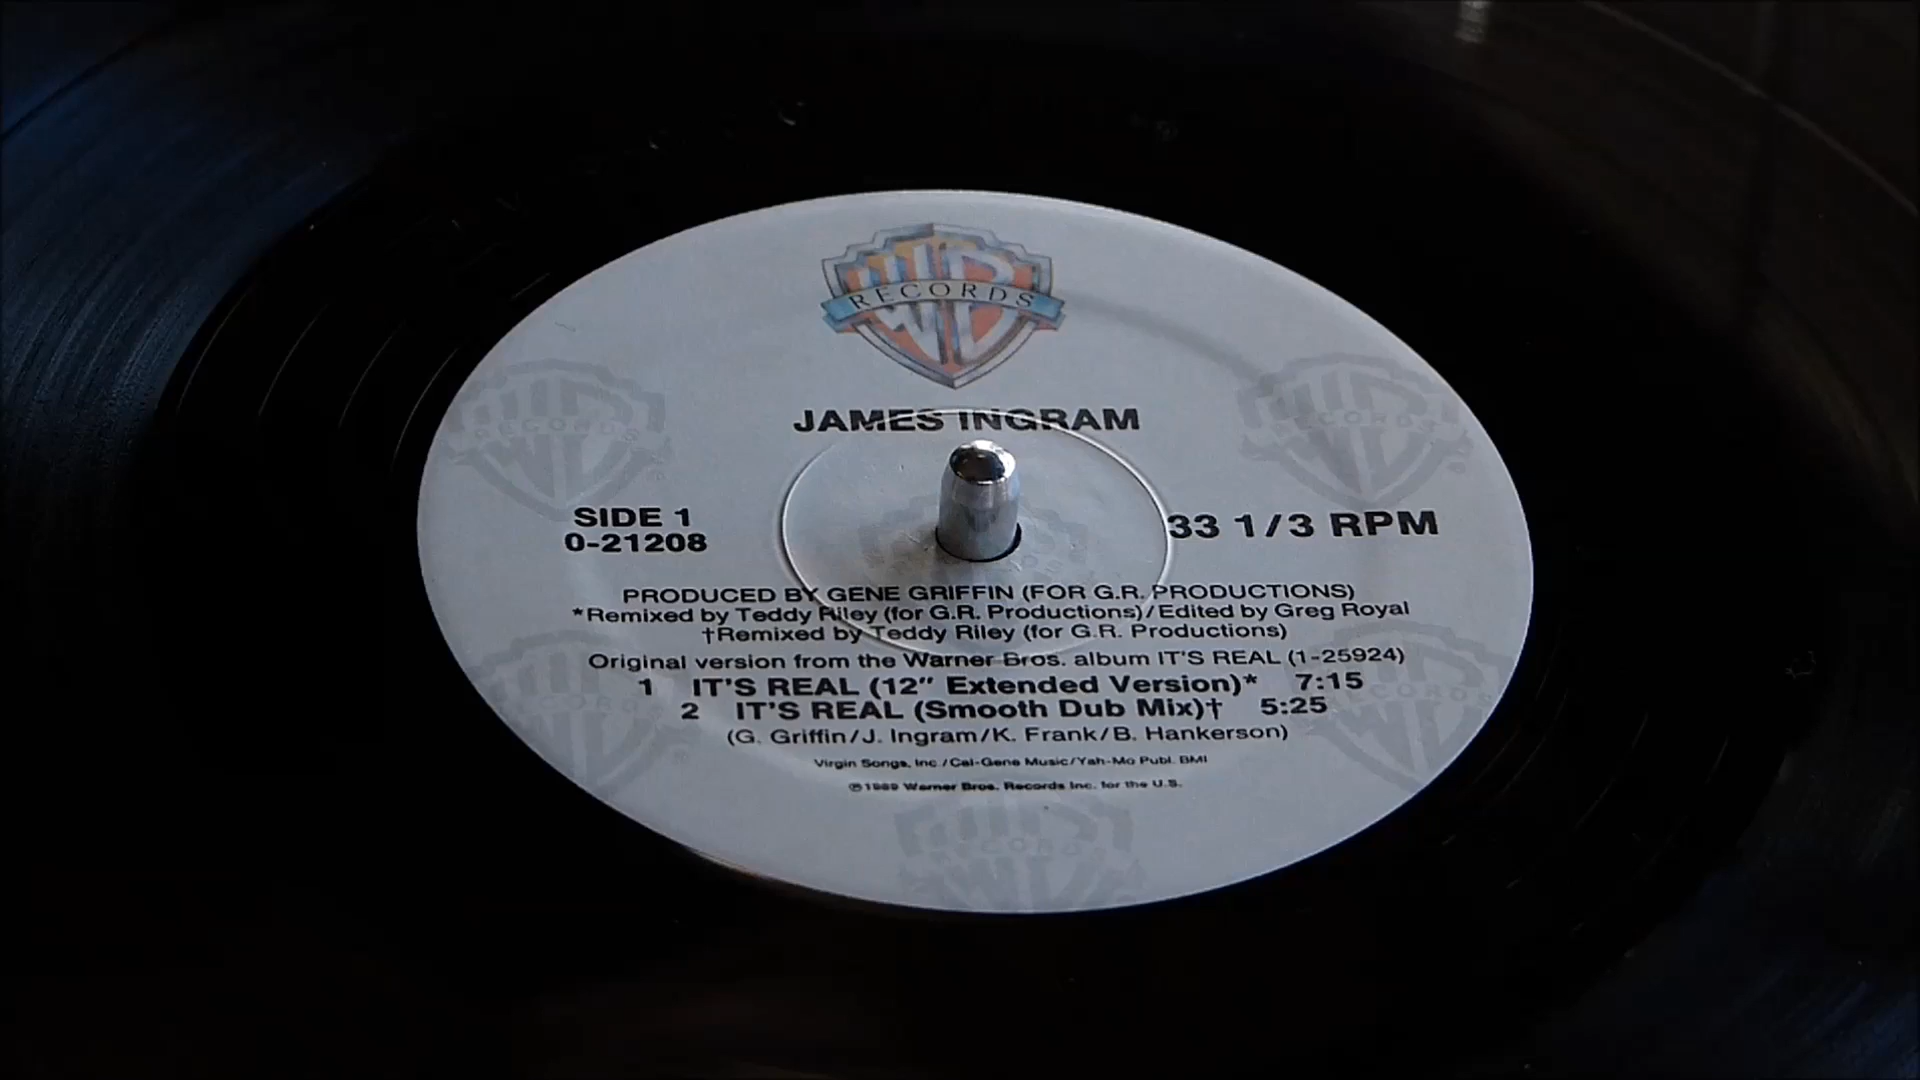 WB
RECORDS
JAMES INGRAM
SIDE 1
0-21208
33 1/3 RPM
PRODUCED BY GENE GRIFFIN (FOR G.R. PRODUCTIONS)
*Remixed by Teddy Riley (for G.R. Productions)/Edited by Greg Royal
†Remixed by Teddy Riley (for G.R. Productions)
Original version from the Warner Bros. album IT'S REAL (1-25924)
1 IT'S REAL (12" Extended Version)* 7:15
2 IT'S REAL (Smooth Dub Mix)† 5:25
(G. Griffin/J. Ingram/K. Frank/B. Hankerson)
Virgin Songs, Inc./Cal-Gene Music/Yah-Mo Publ. BMI
℗1989 Warner Bros. Records Inc. for the U.S.